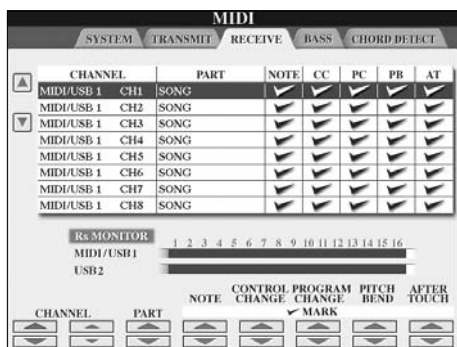 MIDI
SYSTEM TRANSMIT RECEIVE BASS CHORD DETECT
CHANNEL PART NOTE CC PC PB AT
MIDI/USB 1 CH1 SONG
MIDI/USB 1 CH2 SONG
MIDI/USB 1 CH3 SONG
MIDI/USB 1 CH4 SONG
MIDI/USB 1 CH5 SONG
MIDI/USB 1 CH6 SONG
MIDI/USB 1 CH7 SONG
MIDI/USB 1 CH8 SONG
Rx MONITOR 1 2 3 4 5 6 7 8 9 10 11 12 13 14 15 16
MIDI/USB1
USB2
CHANNEL PART NOTE CONTROL CHANGE PROGRAM CHANGE PITCH BEND AFTER TOUCH
MARK